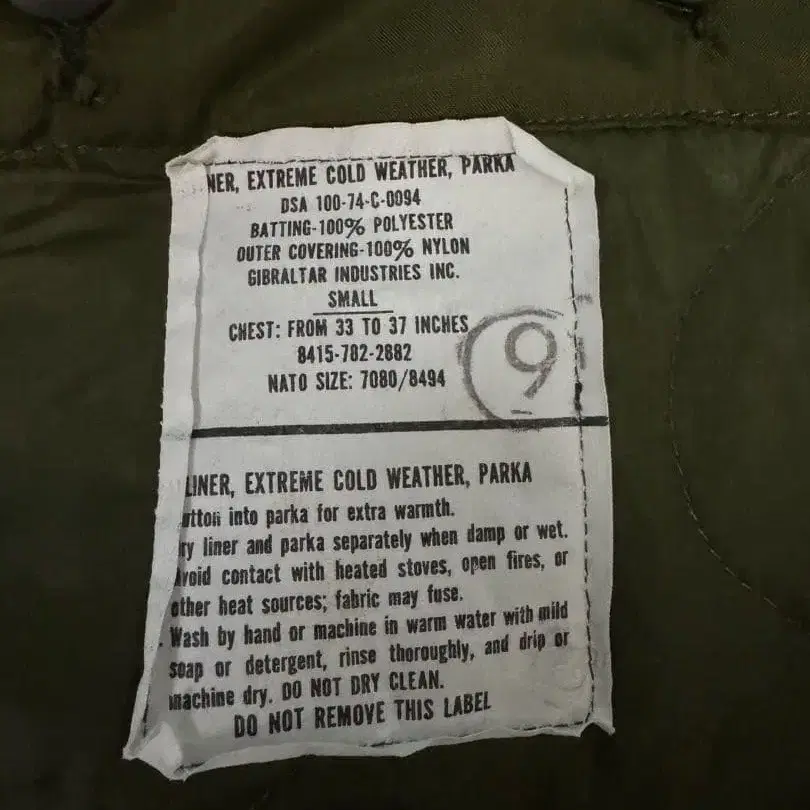 NER, EXTREME COLD WEATHER, PARKA
DSA 100-74-C-0094
BATTING-100% POLYESTER
OUTER COVERING-100% NYLON
GIBRALTAR INDUSTRIES INC.
SMALL
CHEST: FROM 33 TO 37 INCHES
8415-782-2882
NATO SIZE: 7080/8494
9
LINER, EXTREME COLD WEATHER, PARKA
utton into parka for extra warmth.
ry liner and parka separately when damp or wet.
Avoid contact with heated stoves, open fires, or
other heat sources; fabric may fuse.
Wash by hand or machine in warm water with mild
soap or detergent, rinse thoroughly, and drip or
machine dry. DO NOT DRY CLEAN.
DO NOT REMOVE THIS LABEL